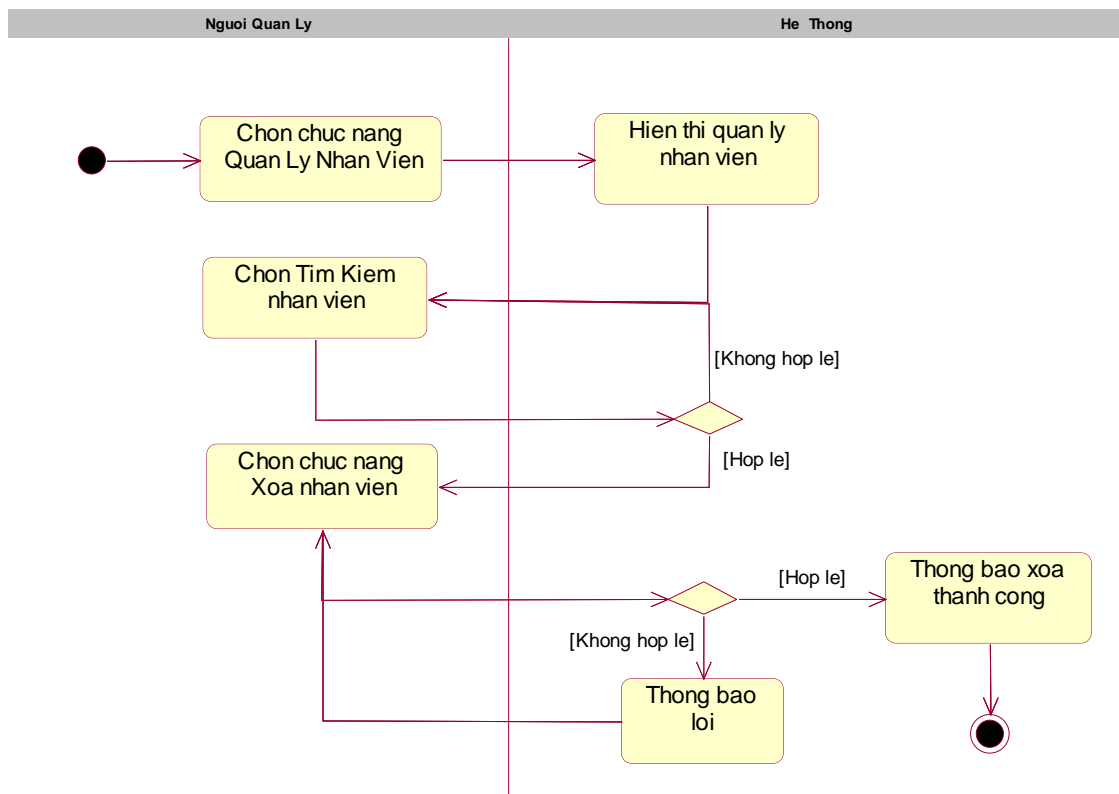 Nguoi Quan Ly
He Thong
Chon chuc nang
Quan Ly Nhan Vien
Hien thi quan ly
nhan vien
Chon Tim Kiem
nhan vien
[Khong hop le]
[Hop le]
Chon chuc nang
Xoa nhan vien
[Hop le]
Thong bao xoa
thanh cong
[Khong hop le]
Thong bao
loi